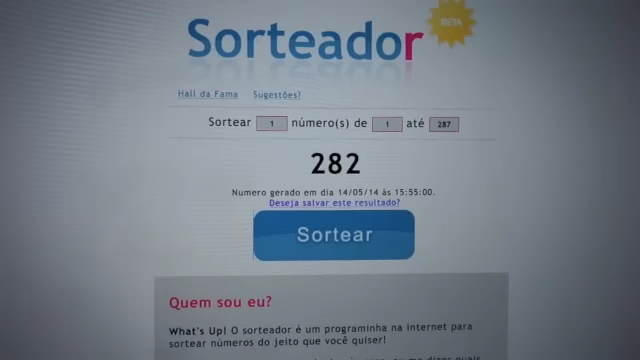 Sorteador
BETA
Hall da Fama Sugestões?
Sortear 1 número(s) de 1 até 287
282
Numero gerado em dia 14/05/14 às 15:55:00.
Deseja salvar este resultado?
Sortear
Quem sou eu?
What's Up! O sorteador é um programinha na internet para
sortear números do jeito que você quiser!